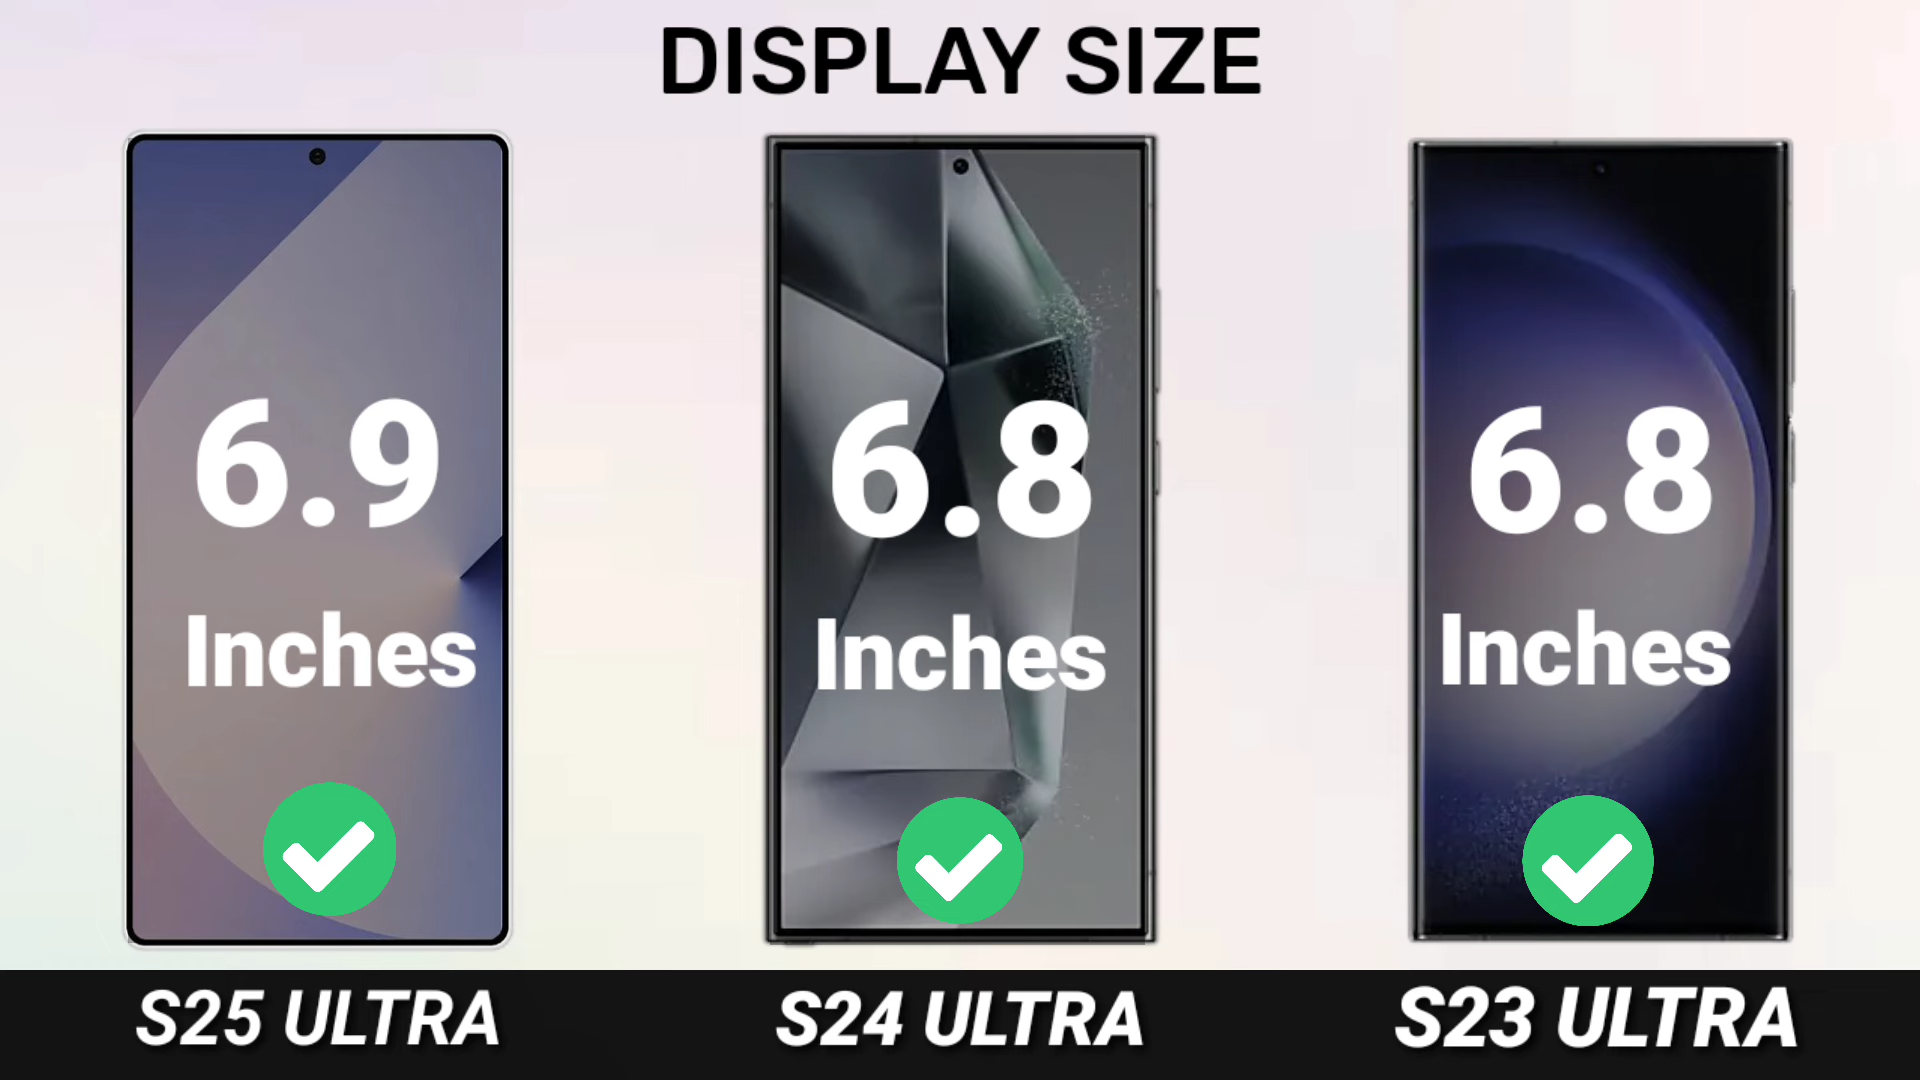 DISPLAY SIZE
6.9
Inches
6.8
Inches
6.8
Inches
S25 ULTRA
S24 ULTRA
S23 ULTRA